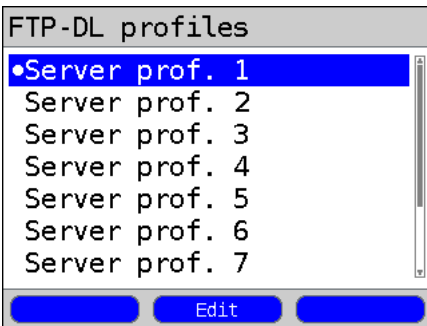 FTP-DL profiles
•Server prof. 1
Server prof. 2
Server prof. 3
Server prof. 4
Server prof. 5
Server prof. 6
Server prof. 7
Edit